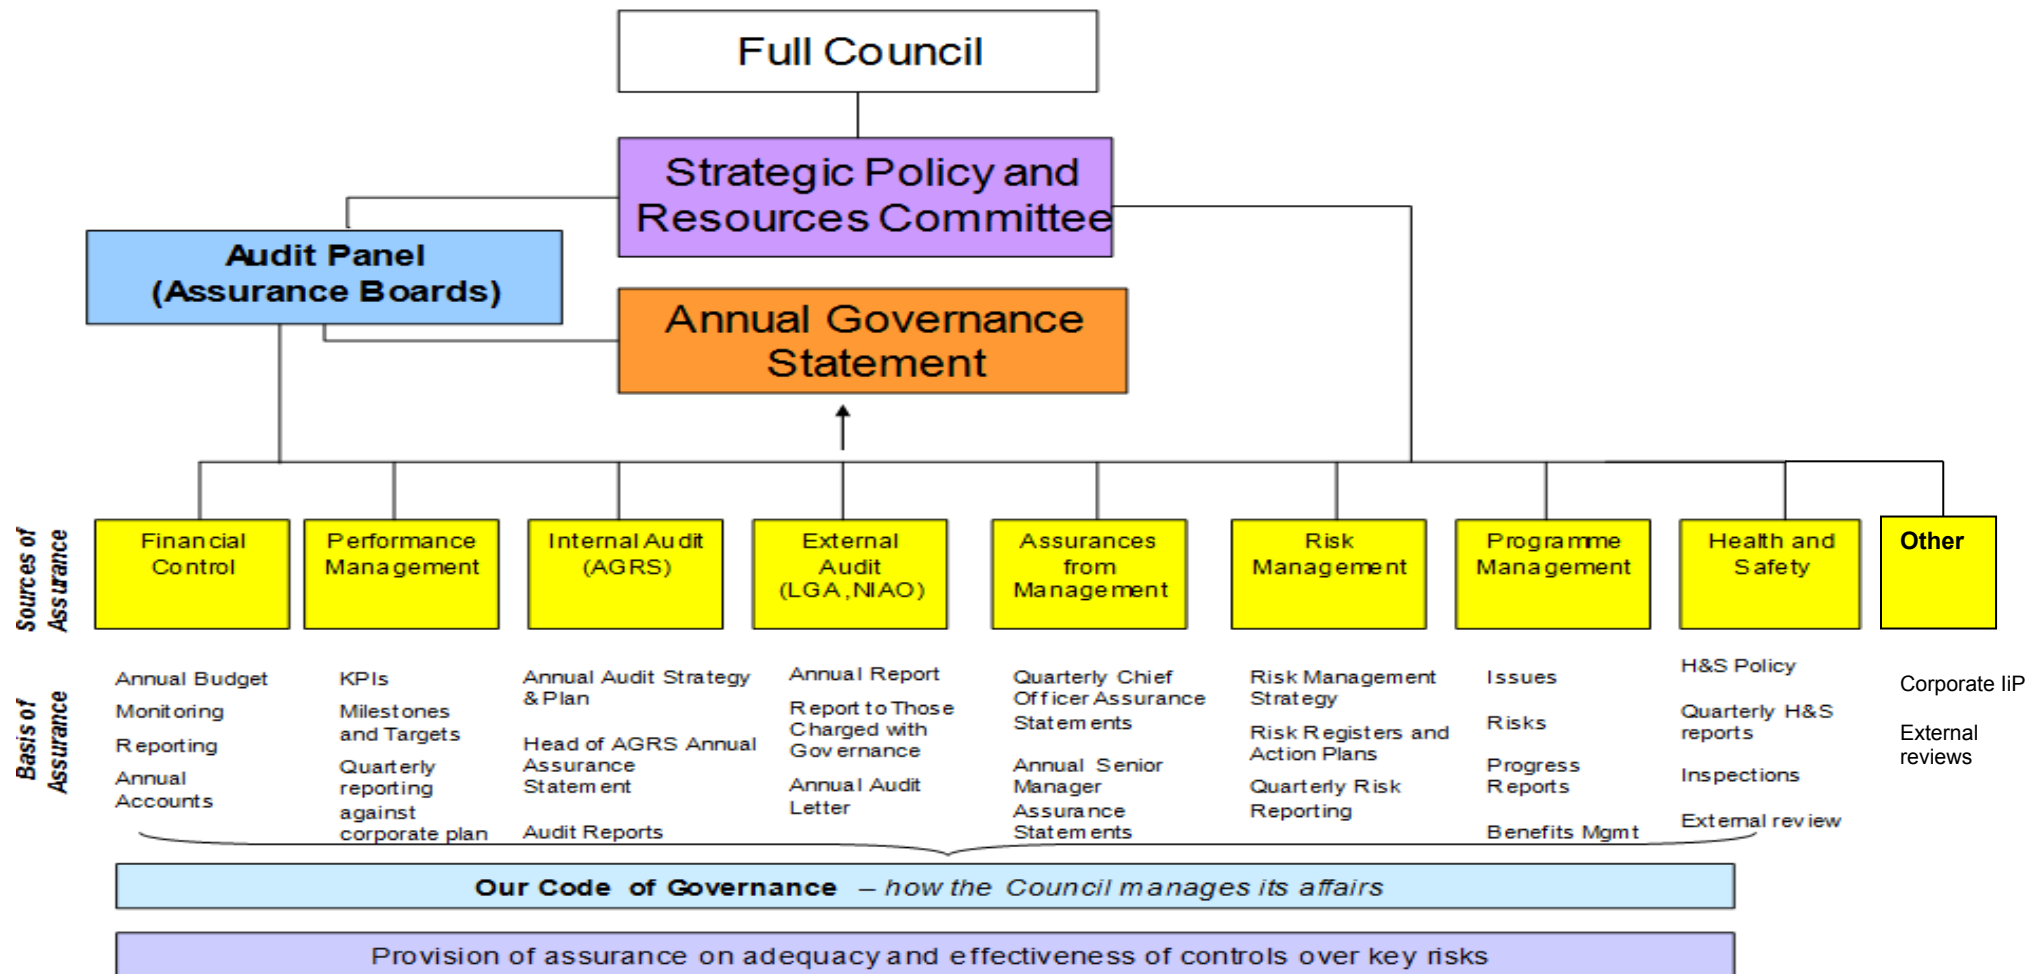 Full Council
Strategic Policy and
Resources Committee
Audit Panel
(Assurance Boards)
Annual Governance
Statement
Sources of
Assurance
Financial
Control
Performance
Management
Internal Audit
(AGRS)
External
Audit
(LGA, NIAO)
Assurances
from
Management
Risk
Management
Programme
Management
Health and
Safety
Other
Basis of
Assurance
Annual Budget
Monitoring
Reporting
Annual
Accounts
KPIs
Milestones
and Targets
Quarterly
reporting
against
corporate plan
Annual Audit Strategy
& Plan
Head of AGRS Annual
Assurance
Statement
Audit Reports
Annual Report
Report to Those
Charged with
Governance
Annual Audit
Letter
Quarterly Chief
Officer Assurance
Statements
Annual Senior
Manager
Assurance
Statements
Risk Management
Strategy
Risk Registers and
Action Plans
Quarterly Risk
Reporting
Issues
Risks
Progress
Reports
Benefits Mgmt
H&S Policy
Quarterly H&S
reports
Inspections
External review
Corporate IiP
External
reviews
Our Code of Governance – how the Council manages its affairs
Provision of assurance on adequacy and effectiveness of controls over key risks